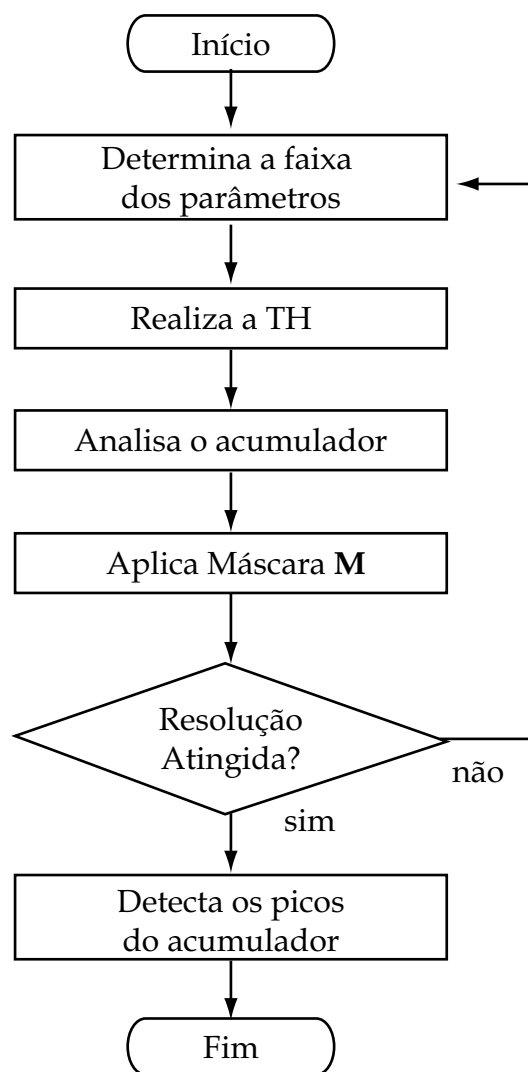 Início
Determina a faixa
dos parâmetros
Realiza a TH
Analisa o acumulador
Aplica Máscara M
Resolução
Atingida?
não
sim
Detecta os picos
do acumulador
Fim